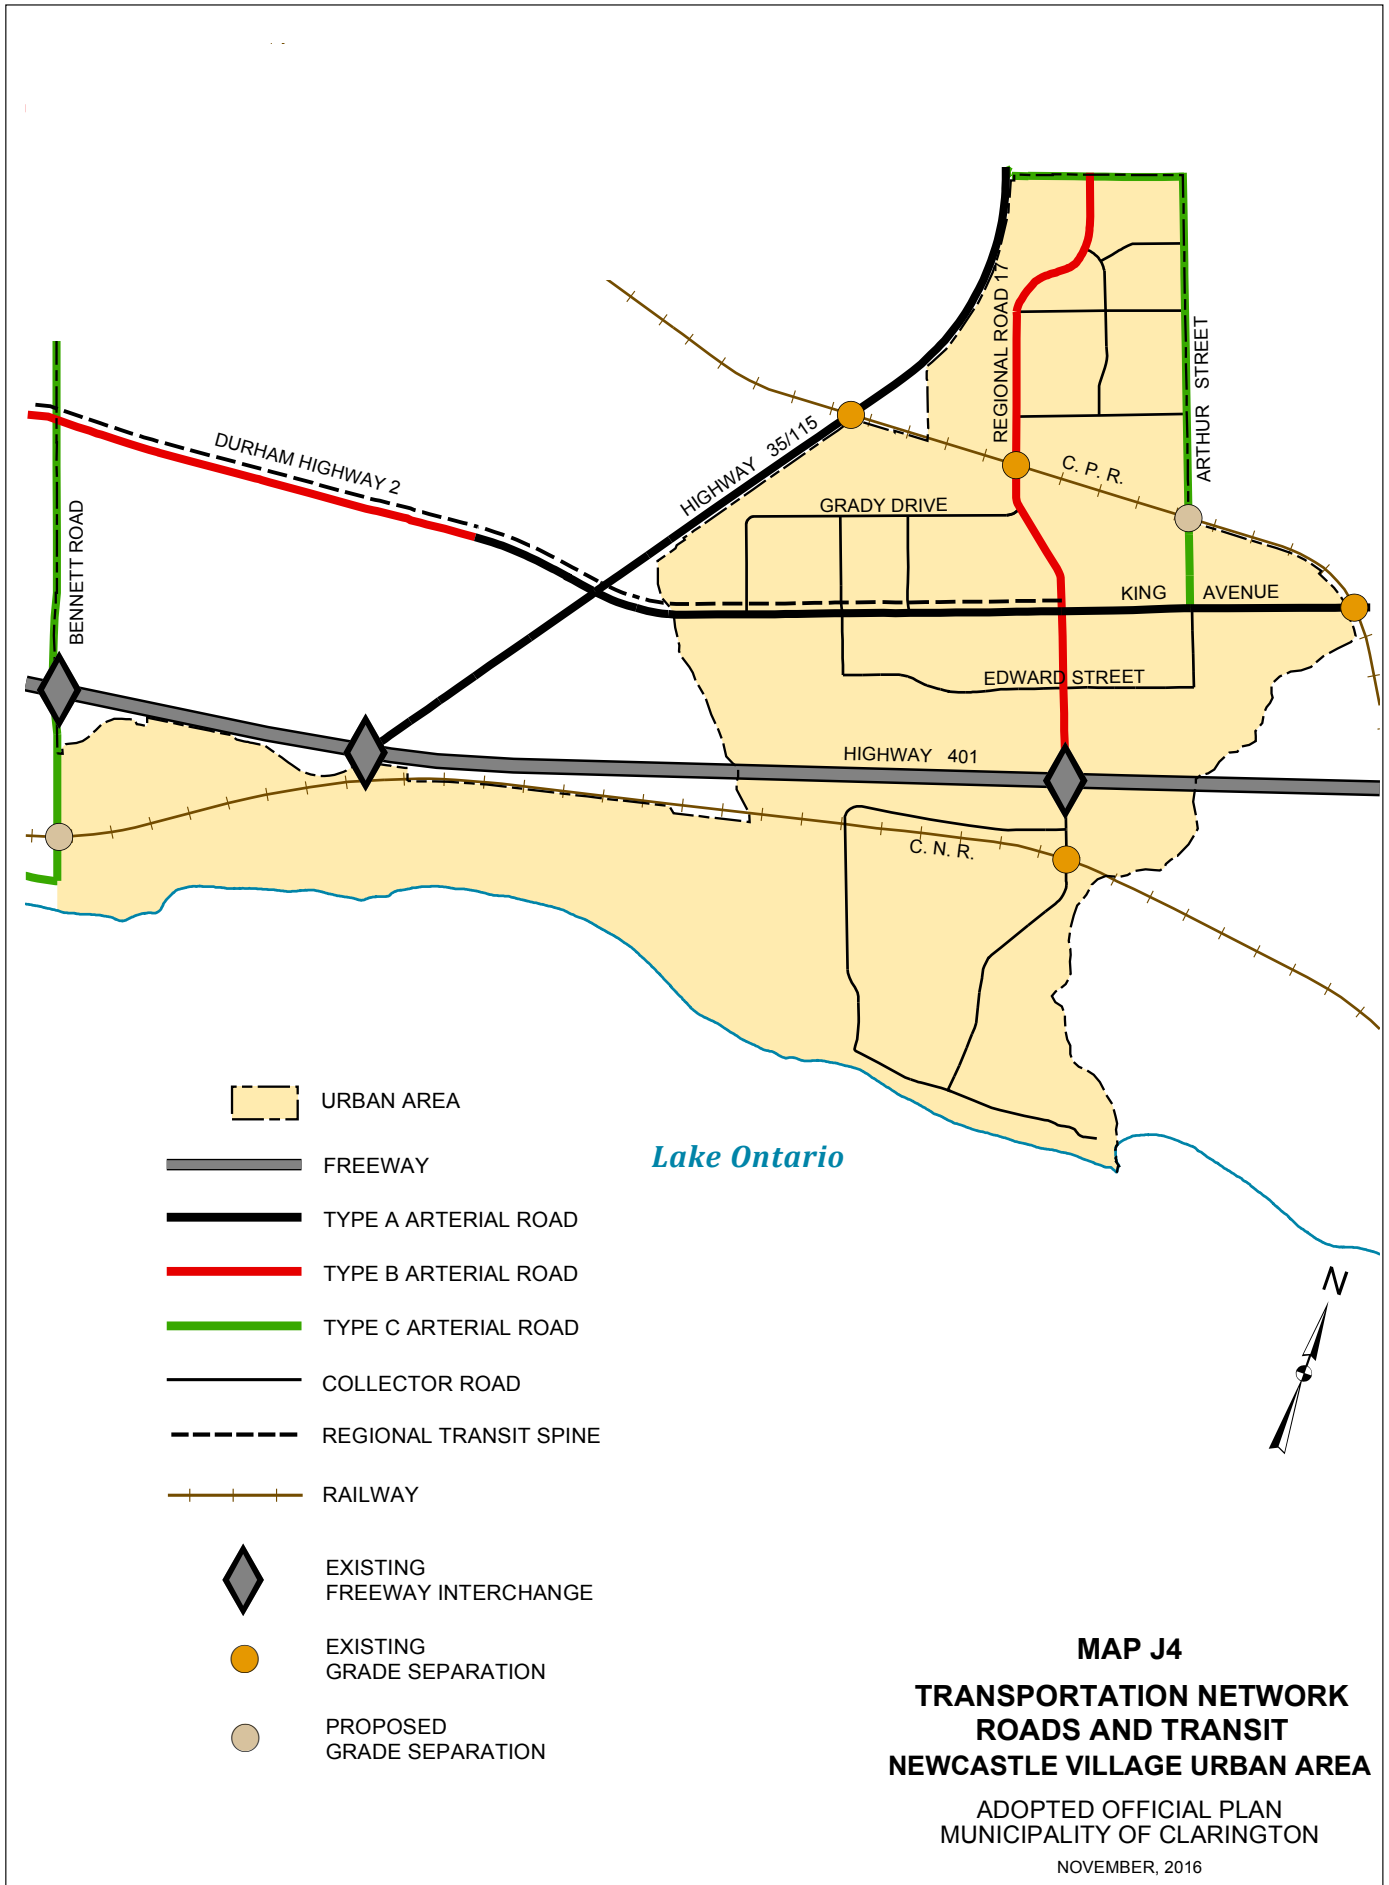 REGIONAL ROAD 17
ARTHUR STREET
DURHAM HIGHWAY 2
HIGHWAY 35/115
C. P. R.
GRADY DRIVE
BENNETT ROAD
KING AVENUE
EDWARD STREET
HIGHWAY 401
C. N. R.
URBAN AREA
Lake Ontario
FREEWAY
TYPE A ARTERIAL ROAD
TYPE B ARTERIAL ROAD
N
TYPE C ARTERIAL ROAD
COLLECTOR ROAD
REGIONAL TRANSIT SPINE
RAILWAY
EXISTING
FREEWAY INTERCHANGE
EXISTING
GRADE SEPARATION
PROPOSED
GRADE SEPARATION
MAP J4
TRANSPORTATION NETWORK
ROADS AND TRANSIT
NEWCASTLE VILLAGE URBAN AREA
ADOPTED OFFICIAL PLAN
MUNICIPALITY OF CLARINGTON
NOVEMBER, 2016